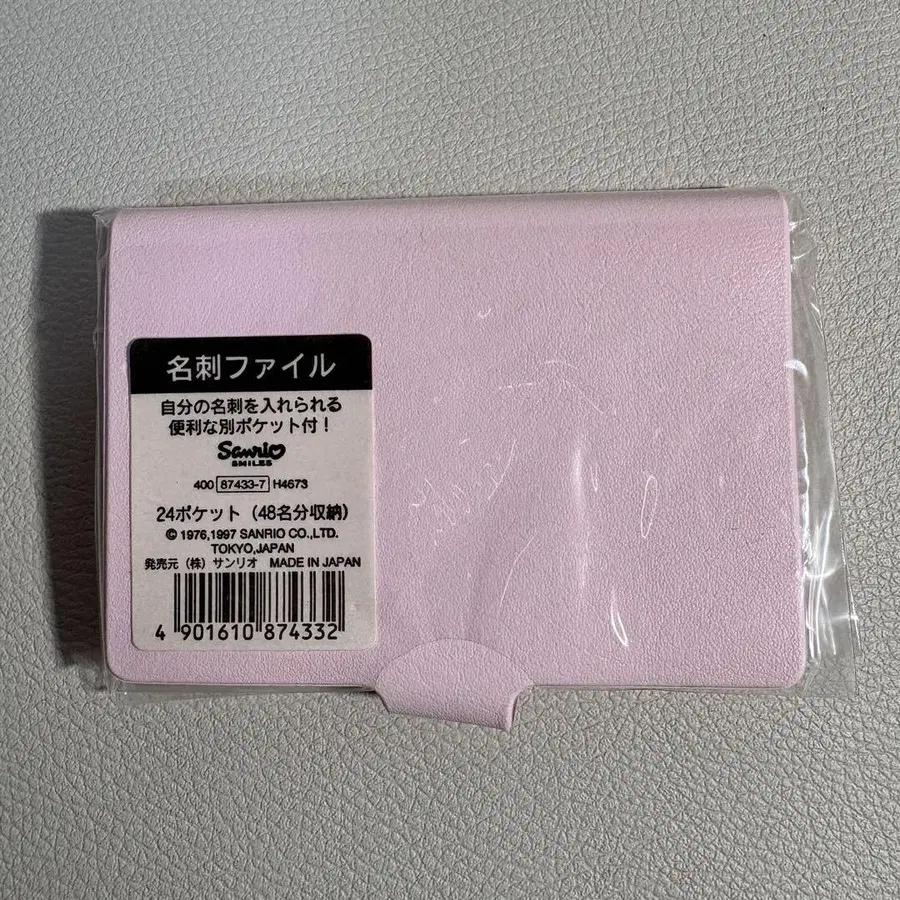 名刺ファイル
自分の名刺を入れられる
便利な別ポケット付！
Sanrio
SMILES
400 87433-7 H4673
24ポケット（48名分収納）
© 1976,1997 SANRIO CO.,LTD.
TOKYO,JAPAN
発売元（株）サンリオ MADE IN JAPAN
4 901610 874332